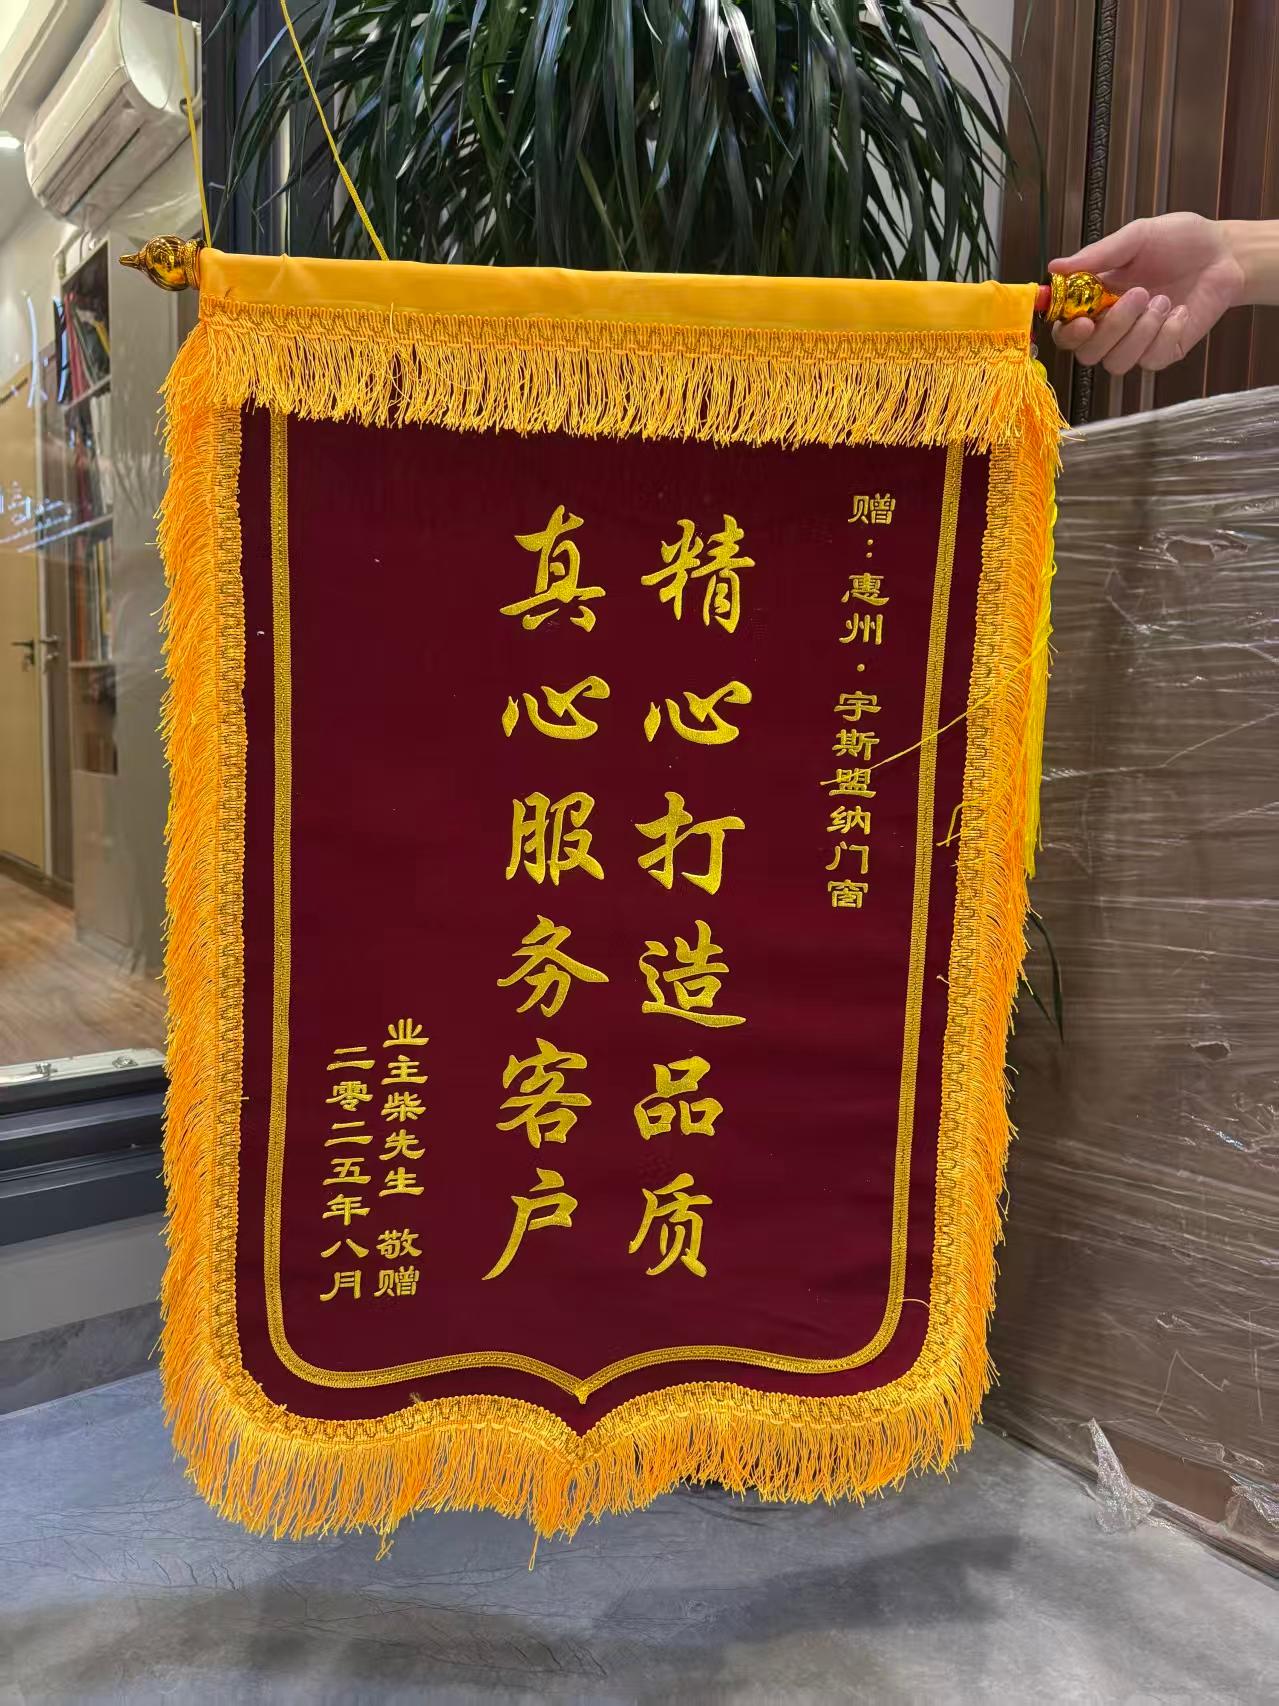 赠:惠州·宇斯盟纳门窗
精心打造品质
真心服务客户
业主柴先生 敬赠
二零二五年八月